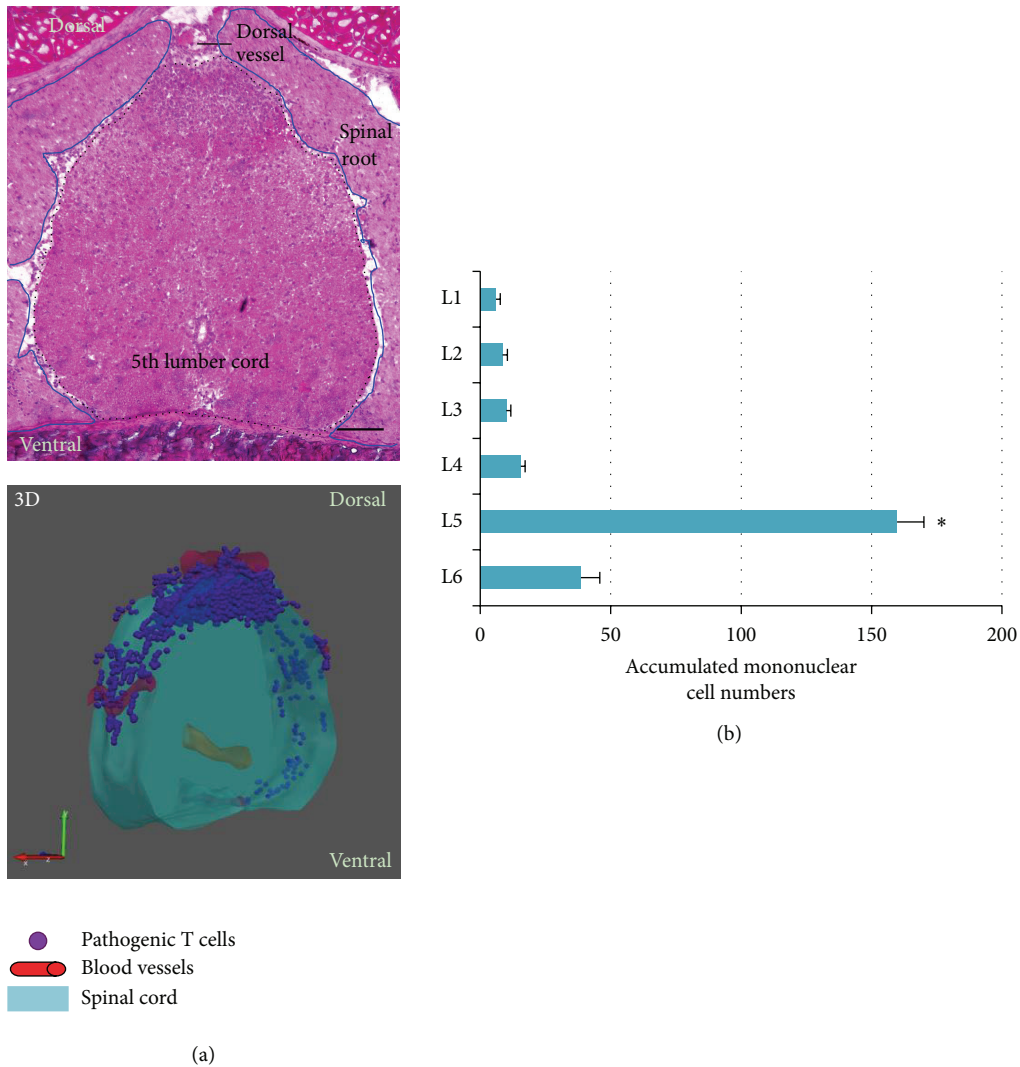 Dorsal
Dorsal
vessel
Spinal
root
5th lumber cord
Ventral
3D
Dorsal
Ventral
y
x
z
Pathogenic T cells
Blood vessels
Spinal cord
(a)
L1
L2
L3
L4
L5
*
L6
0
50
100
150
200
Accumulated mononuclear
cell numbers
(b)